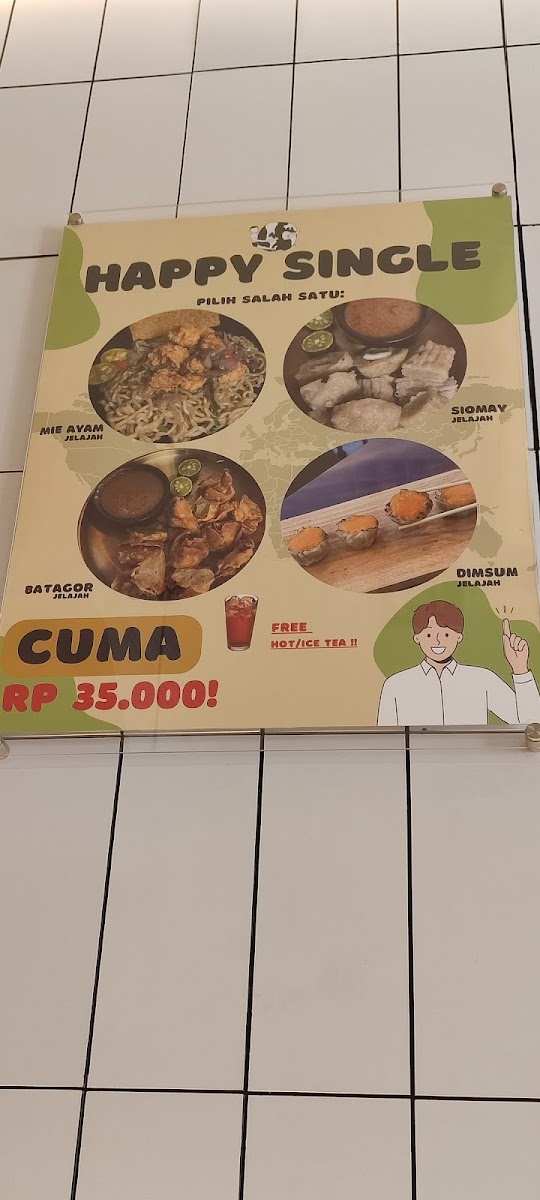 HAPPY SINGLE
PILIH SALAH SATU:
MIE AYAM
JELAJAH
SIOMAY
JELAJAH
BATAGOR
JELAJAH
DIMSUM
JELAJAH
CUMA
RP 35.000!
FREE
HOT/ICE TEA !!